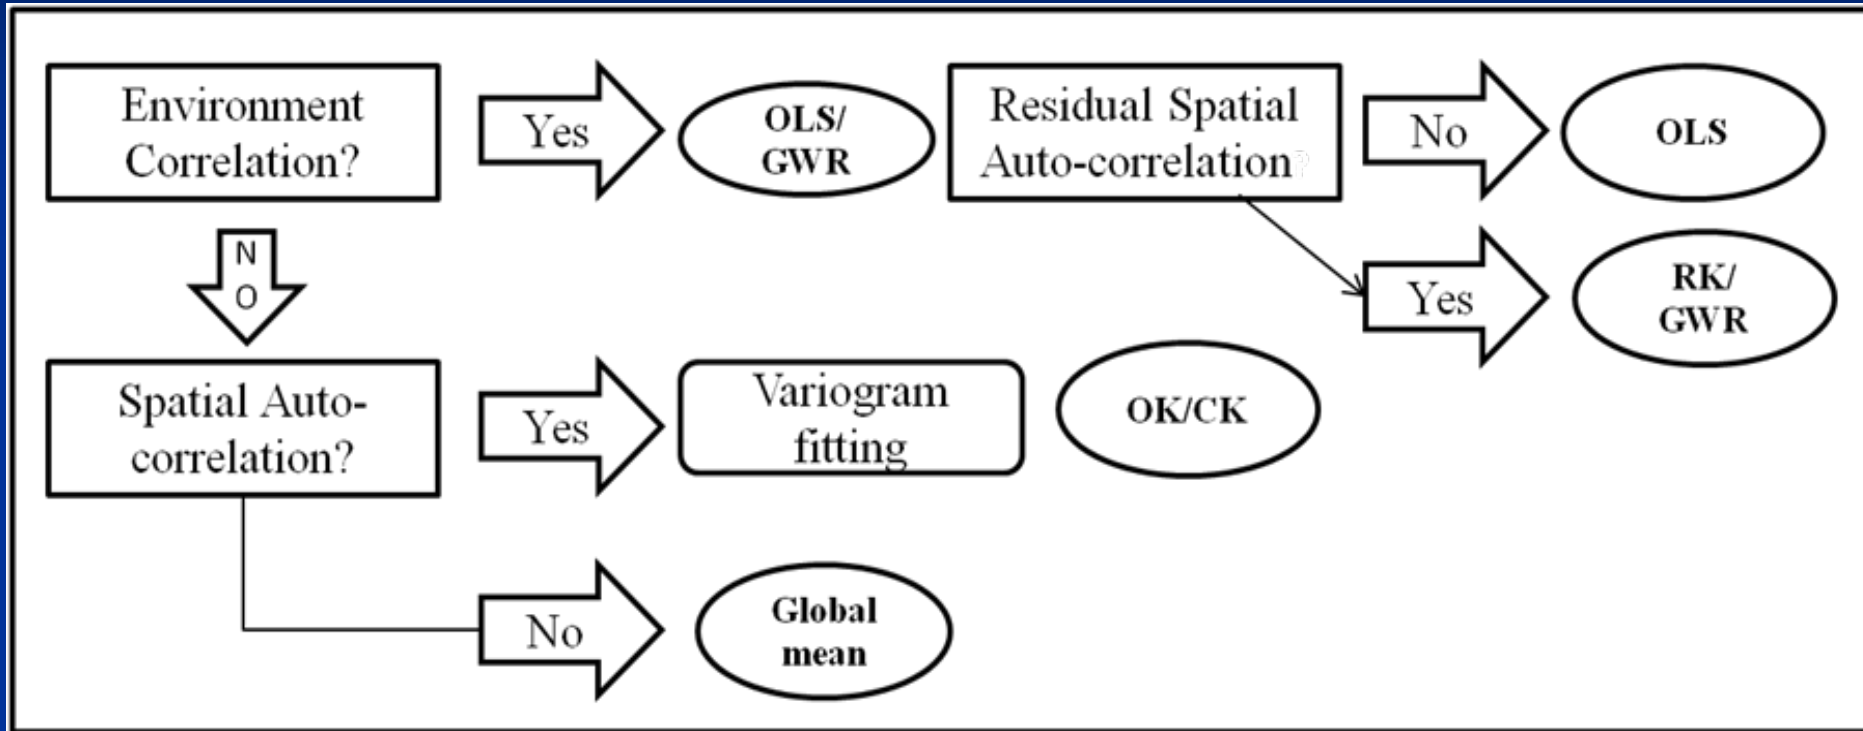 Environment
Correlation?
Yes
OLS/
GWR
Residual Spatial
Auto-correlation?
No
OLS
Yes
RK/
GWR
N
O
Spatial Auto-
correlation?
Yes
Variogram
fitting
OK/CK
No
Global
mean